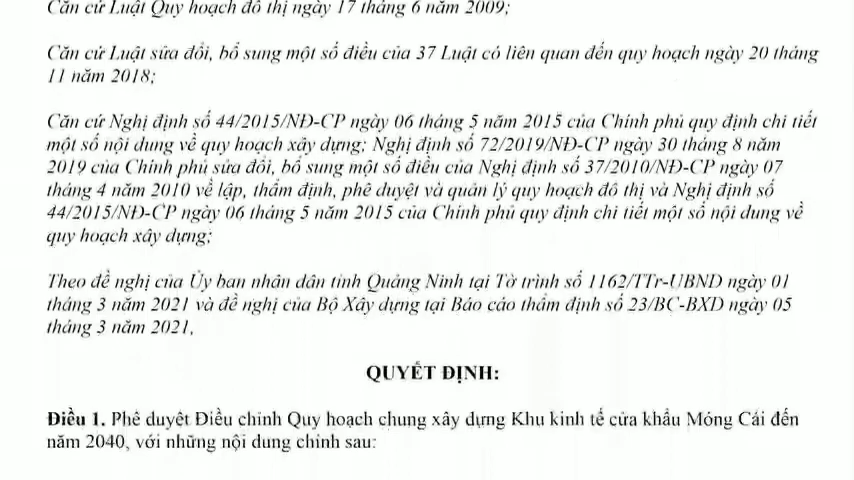 Căn cứ Luật Quy hoạch đô thị ngày 17 tháng 6 năm 2009;
Căn cứ Luật sửa đổi, bổ sung một số điều của 37 Luật có liên quan đến quy hoạch ngày 20 tháng
11 năm 2018;
Căn cứ Nghị định số 44/2015/NĐ-CP ngày 06 tháng 5 năm 2015 của Chính phủ quy định chi tiết
một số nội dung về quy hoạch xây dựng; Nghị định số 72/2019/NĐ-CP ngày 30 tháng 8 năm
2019 của Chính phủ sửa đổi, bổ sung một số điều của Nghị định số 37/2010/NĐ-CP ngày 07
tháng 4 năm 2010 về lập, thẩm định, phê duyệt và quản lý quy hoạch đô thị và Nghị định số
44/2015/NĐ-CP ngày 06 tháng 5 năm 2015 của Chính phủ quy định chi tiết một số nội dung về
quy hoạch xây dựng;
Theo đề nghị của Ủy ban nhân dân tỉnh Quảng Ninh tại Tờ trình số 1162/TTr-UBND ngày 01
tháng 3 năm 2021 và đề nghị của Bộ Xây dựng tại Báo cáo thẩm định số 23/BC-BXD ngày 05
tháng 3 năm 2021,
QUYẾT ĐỊNH:
Điều 1. Phê duyệt Điều chỉnh Quy hoạch chung xây dựng Khu kinh tế cửa khẩu Móng Cái đến
năm 2040, với những nội dung chính sau: